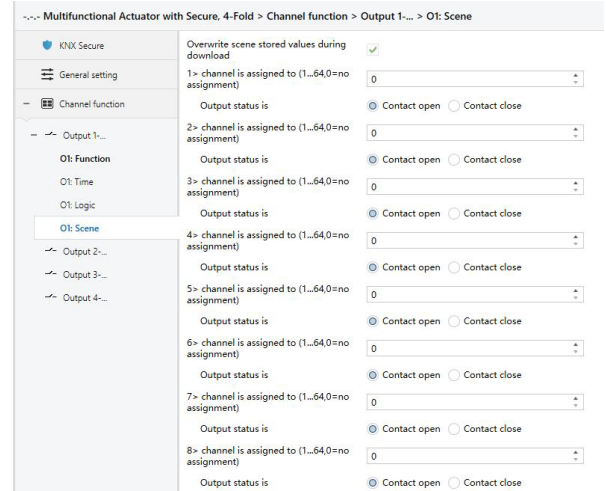 -.-.- Multifunctional Actuator with Secure, 4-Fold > Channel function > Output 1-... > O1: Scene
KNX Secure
General setting
Channel function
Output 1-...
O1: Function
O1: Time
O1: Logic
O1: Scene
Output 2-...
Output 3-...
Output 4-...
Overwrite scene stored values during
download
1> channel is assigned to (1...64,0=no
assignment)
0
Output status is
Contact open
Contact close
2> channel is assigned to (1...64,0=no
assignment)
0
Output status is
Contact open
Contact close
3> channel is assigned to (1...64,0=no
assignment)
0
Output status is
Contact open
Contact close
4> channel is assigned to (1...64,0=no
assignment)
0
Output status is
Contact open
Contact close
5> channel is assigned to (1...64,0=no
assignment)
0
Output status is
Contact open
Contact close
6> channel is assigned to (1...64,0=no
assignment)
0
Output status is
Contact open
Contact close
7> channel is assigned to (1...64,0=no
assignment)
0
Output status is
Contact open
Contact close
8> channel is assigned to (1...64,0=no
assignment)
0
Output status is
Contact open
Contact close